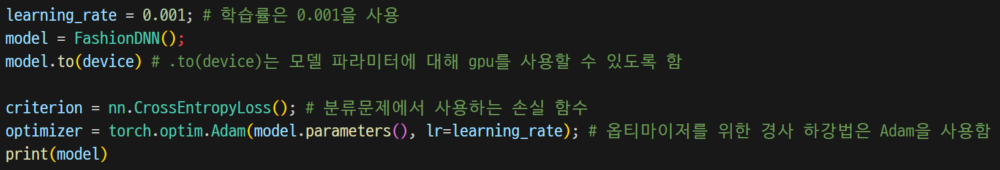 learning_rate = 0.001; # 학습률은 0.001을 사용
model = FashionDNN();
model.to(device) # .to(device)는 모델 파라미터에 대해 gpu를 사용할 수 있도록 함
criterion = nn.CrossEntropyLoss(); # 분류문제에서 사용하는 손실 함수
optimizer = torch.optim.Adam(model.parameters(), lr=learning_rate); # 옵티마이저를 위한 경사 하강법은 Adam을 사용함
print(model)